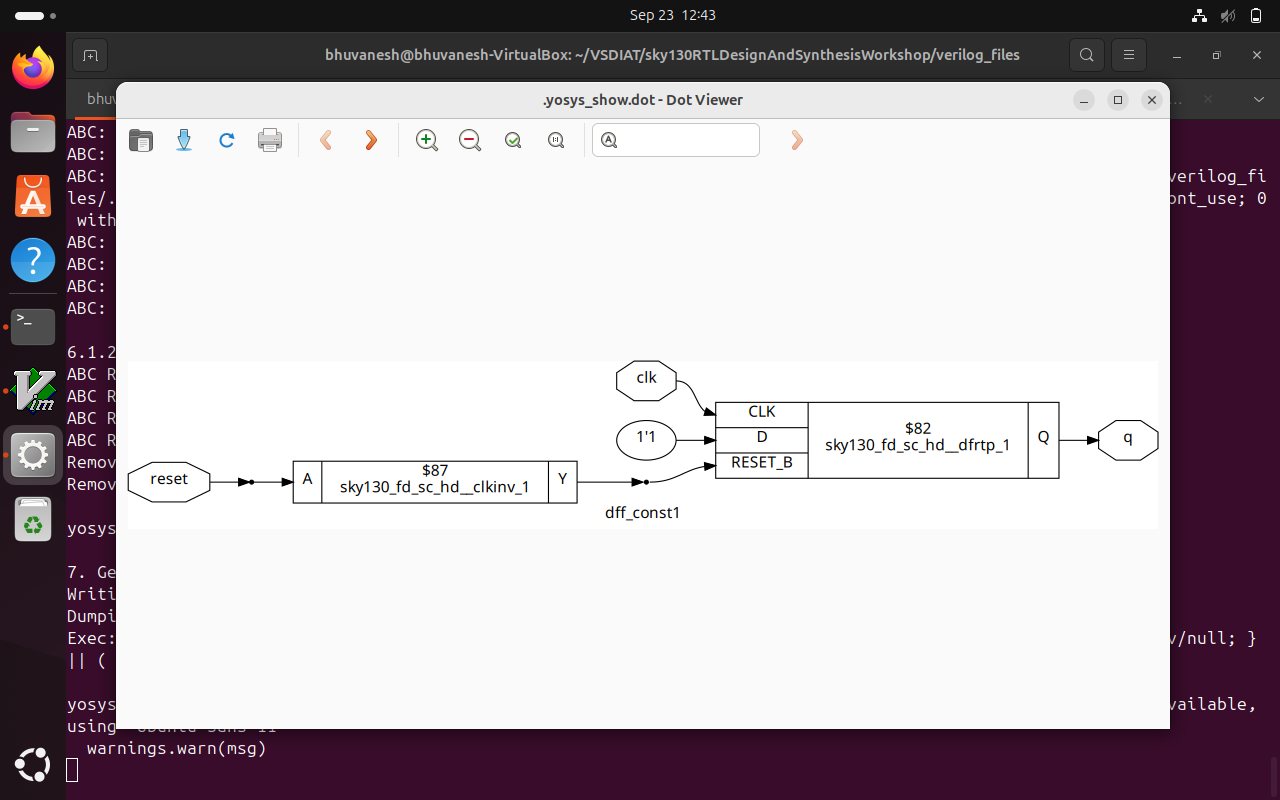 Sep 23 12:43
bhuvanesh@bhuvanesh-VirtualBox: ~/VSDIAT/sky130RTLDesignAndSynthesisWorkshop/verilog_files
.yosys_show.dot - Dot Viewer
ABC:
ABC:
ABC: verilog_fi
les/. ont_use; 0
with
ABC:
ABC:
ABC:
ABC:
6.1.2
ABC R
ABC R
ABC R
ABC R
Remov
Remov
yosys
7. Ge
Writi
Dumpi
Exec: v/null; }
|| (
yosys vailable,
using
warnings.warn(msg)
clk
1'1
reset
A
$87
sky130_fd_sc_hd__clkinv_1
Y
dff_const1
CLK
D
RESET_B
$82
sky130_fd_sc_hd__dfrtp_1
Q
q